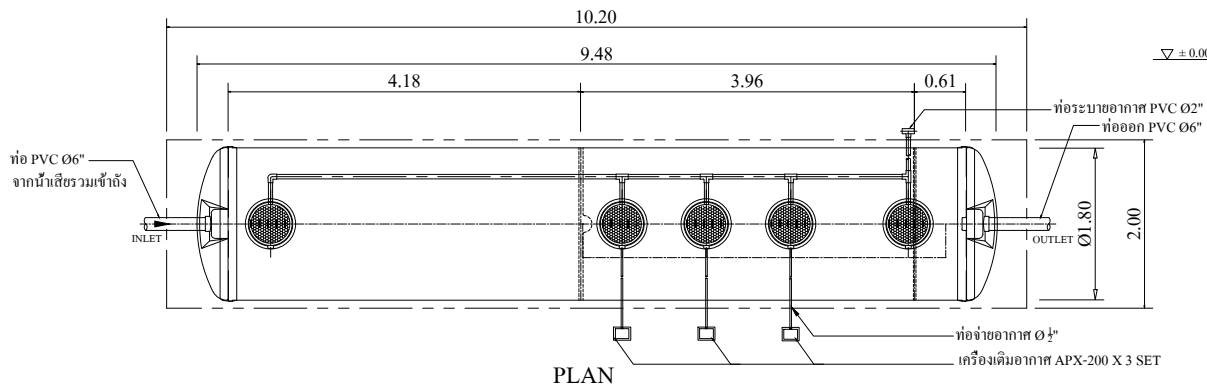 10.20
9.48
4.18
3.96
0.61
± 0.00
ท่อระบายอากาศ PVC Ø2"
ท่อออก PVC Ø6"
ท่อ PVC Ø6"
จากน้ำเสียรวมเข้าถัง
INLET
OUTLET
Ø1.80
2.00
ท่อจ่ายอากาศ Ø ½"
เครื่องเติมอากาศ APX-200 X 3 SET
PLAN